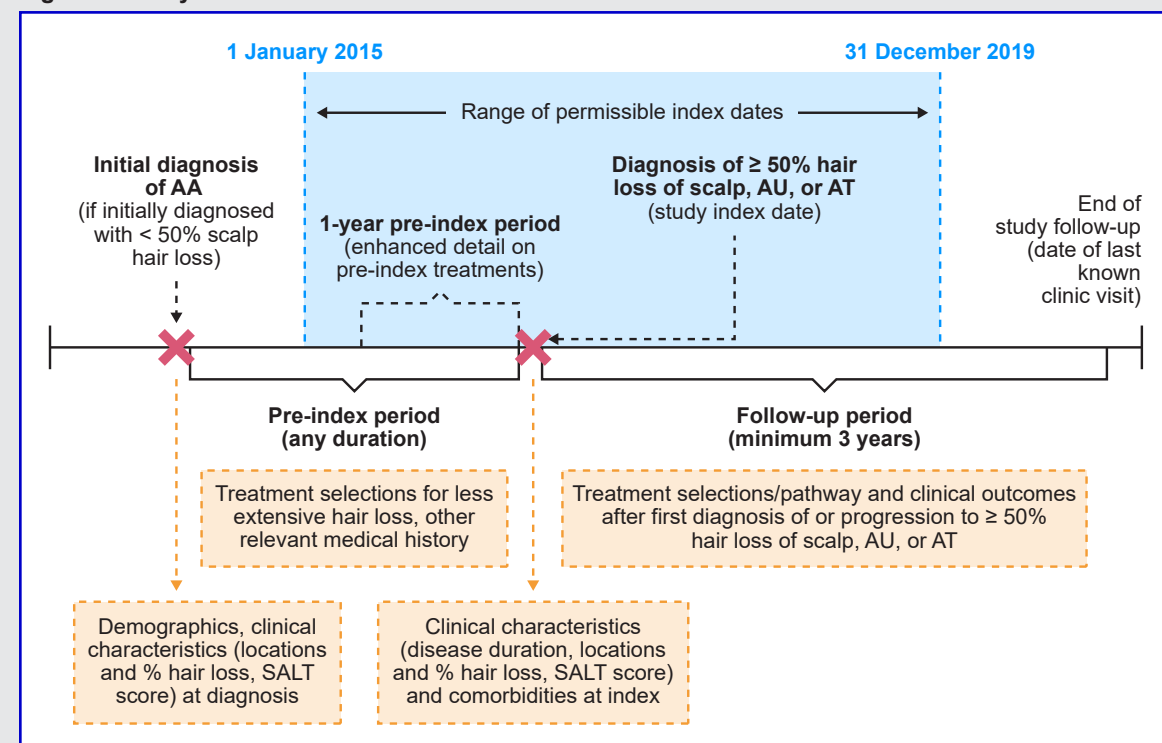 1 January 2015
31 December 2019
Range of permissible index dates
Initial diagnosis
of AA
(if initially diagnosed
with < 50% scalp
hair loss)
1-year pre-index period
(enhanced detail on
pre-index treatments)
Diagnosis of ≥ 50% hair
loss of scalp, AU, or AT
(study index date)
End of
study follow-up
(date of last
known
clinic visit)
Pre-index period
(any duration)
Follow-up period
(minimum 3 years)
Treatment selections for less
extensive hair loss, other
relevant medical history
Treatment selections/pathway and clinical outcomes
after first diagnosis of or progression to ≥ 50%
hair loss of scalp, AU, or AT
Demographics, clinical
characteristics (locations
and % hair loss, SALT
score) at diagnosis
Clinical characteristics
(disease duration, locations
and % hair loss, SALT score)
and comorbidities at index